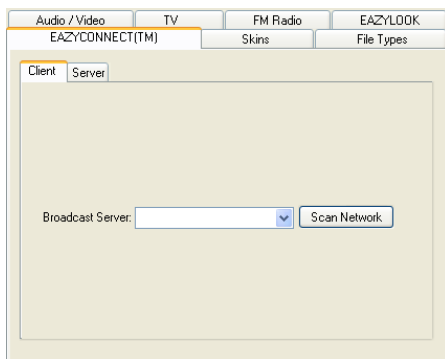 Audio / Video TV FM Radio EAZYLOOK
EAZYCONNECT(TM) Skins File Types
Client Server
Broadcast Server: Scan Network